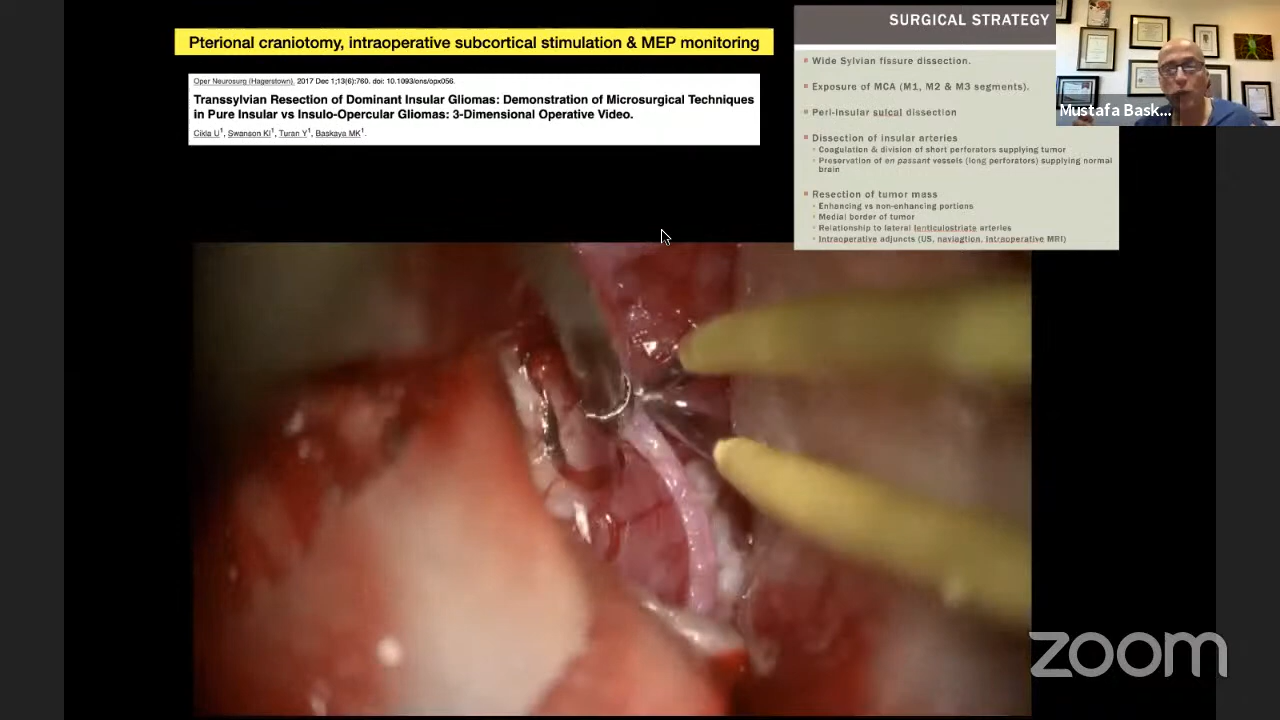 Pterional craniotomy, intraoperative subcortical stimulation & MEP monitoring
Oper Neurosurg (Hagerstown). 2017 Dec 1;13(6):760. doi: 10.1093/ons/opx056.
Transsylvian Resection of Dominant Insular Gliomas: Demonstration of Microsurgical Techniques
in Pure Insular vs Insulo-Opercular Gliomas: 3-Dimensional Operative Video.
Cikla U1, Swanson KI1, Turan Y1, Baskaya MK1.
SURGICAL STRATEGY
Wide Sylvian fissure dissection.
Exposure of MCA (M1, M2 & M3 segments).
Peri-insular sulcal dissection
Dissection of insular arteries
Coagulation & division of short perforators supplying tumor
Preservation of en passant vessels (long perforators) supplying normal
brain
Resection of tumor mass
Enhancing vs non-enhancing portions
Medial border of tumor
Relationship to lateral lenticulostriate arteries
Intraoperative adjuncts (US, naviagtion, intraoperative MRI)
Mustafa Bask...
zoom